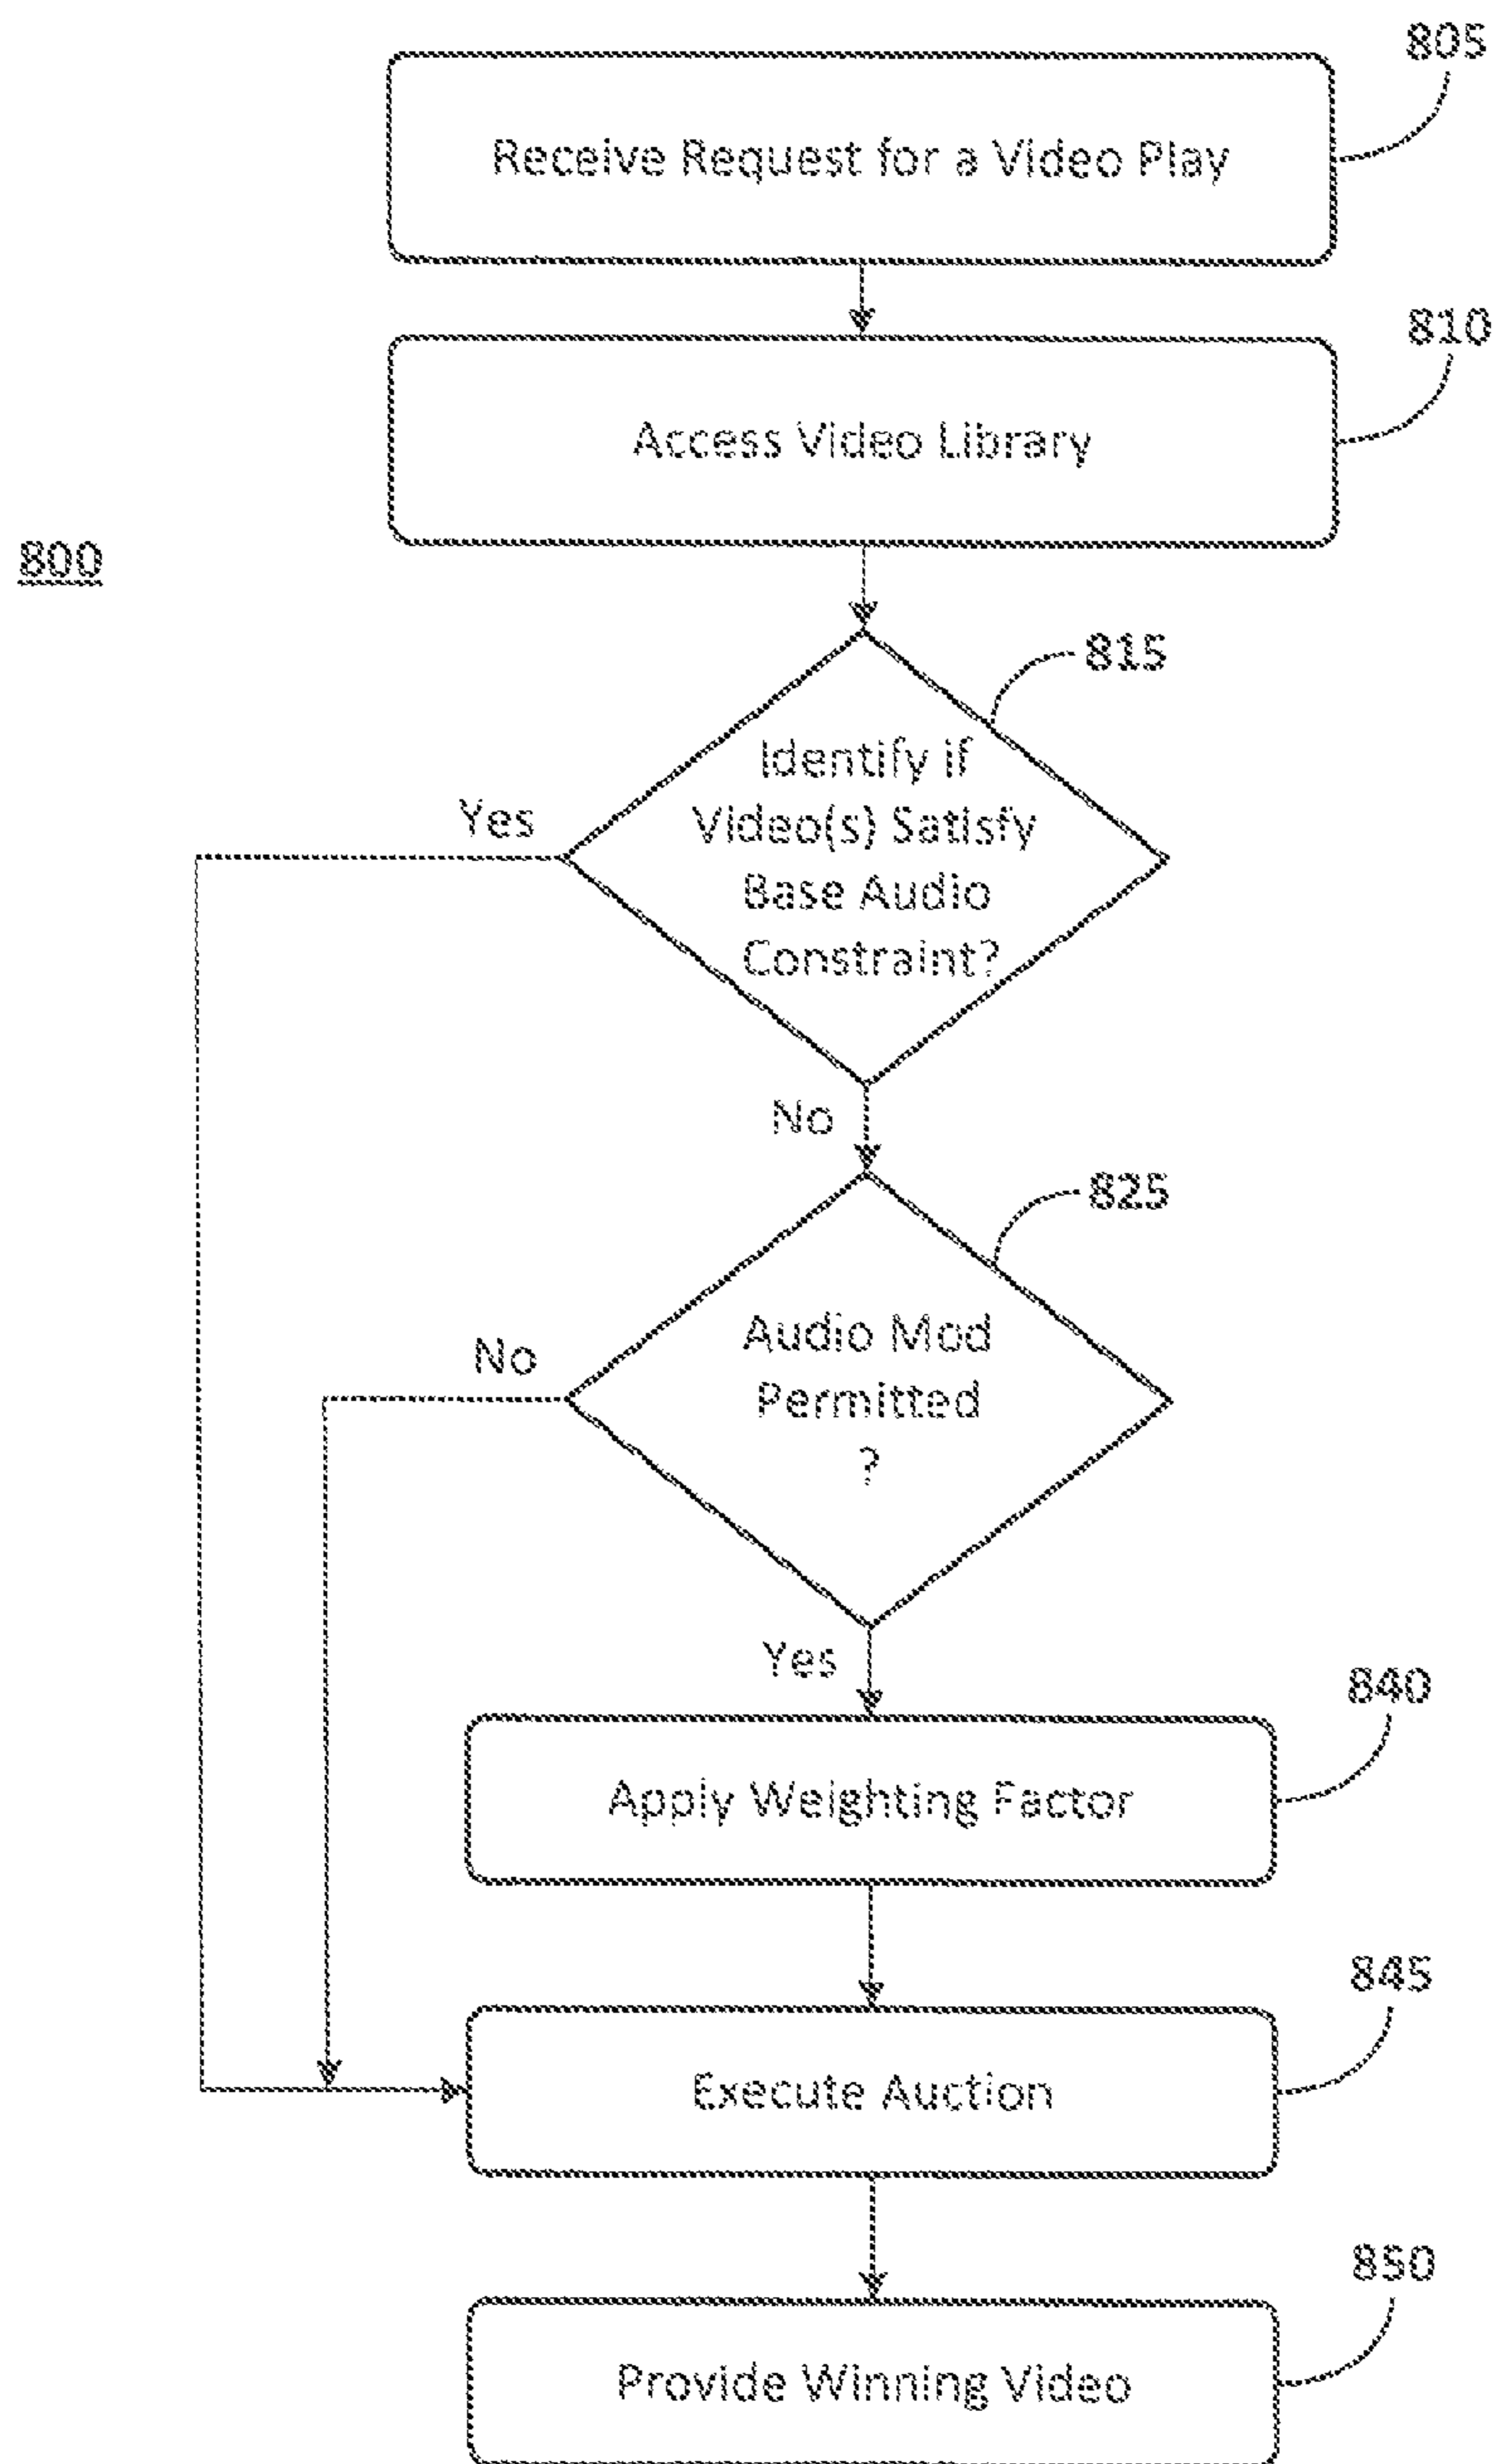 805
Receive Request for a Video Play
810
Access Video Library
800
815
Identify if
Video(s) Satisfy
Base Audio
Constraint?
Yes
No
825
Audio Mod
Permitted
?
No
Yes
840
Apply Weighting Factor
845
Execute Auction
850
Provide Winning Video